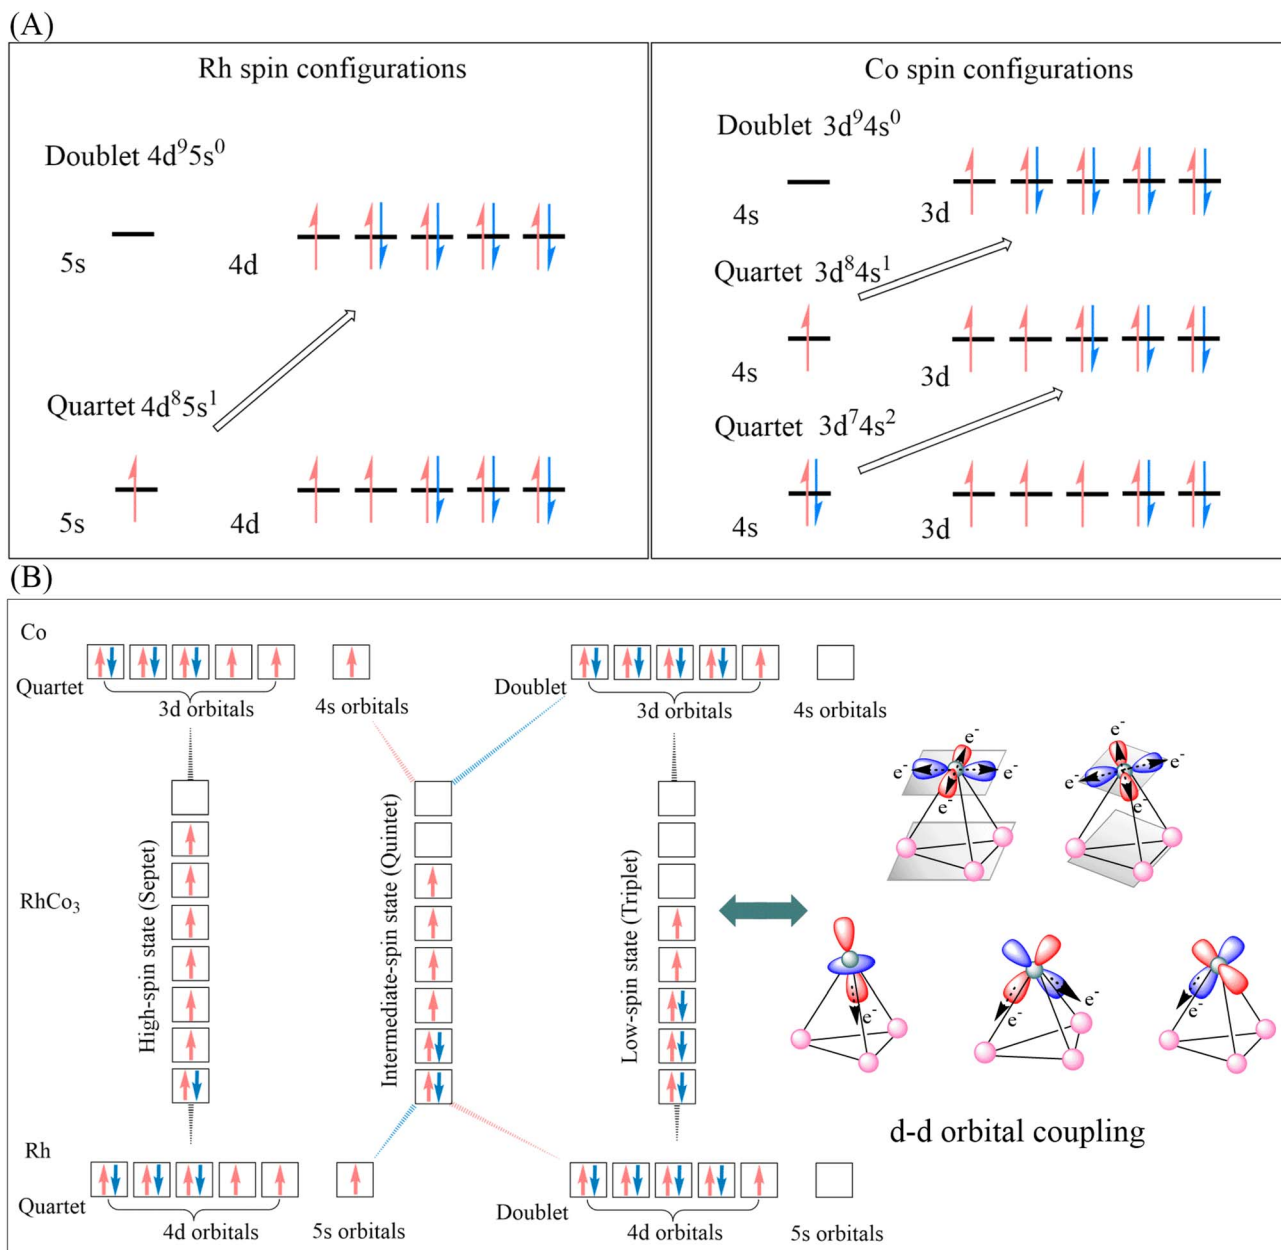 (A)
Rh spin configurations
Doublet 4d⁹5s⁰
5s
4d
Quartet 4d⁸5s¹
5s
4d
Co spin configurations
Doublet 3d⁹4s⁰
4s
3d
Quartet 3d⁸4s¹
4s
3d
Quartet 3d⁷4s²
4s
3d
(B)
Co
Quartet
3d orbitals
4s orbitals
Doublet
3d orbitals
4s orbitals
RhCo₃
High-spin state (Septet)
Intermediate-spin state (Quintet)
Low-spin state (Triplet)
e⁻
e⁻
e⁻
e⁻
e⁻
e⁻
e⁻
e⁻
e⁻
e⁻
e⁻
e⁻
d-d orbital coupling
Rh
Quartet
4d orbitals
5s orbitals
Doublet
4d orbitals
5s orbitals